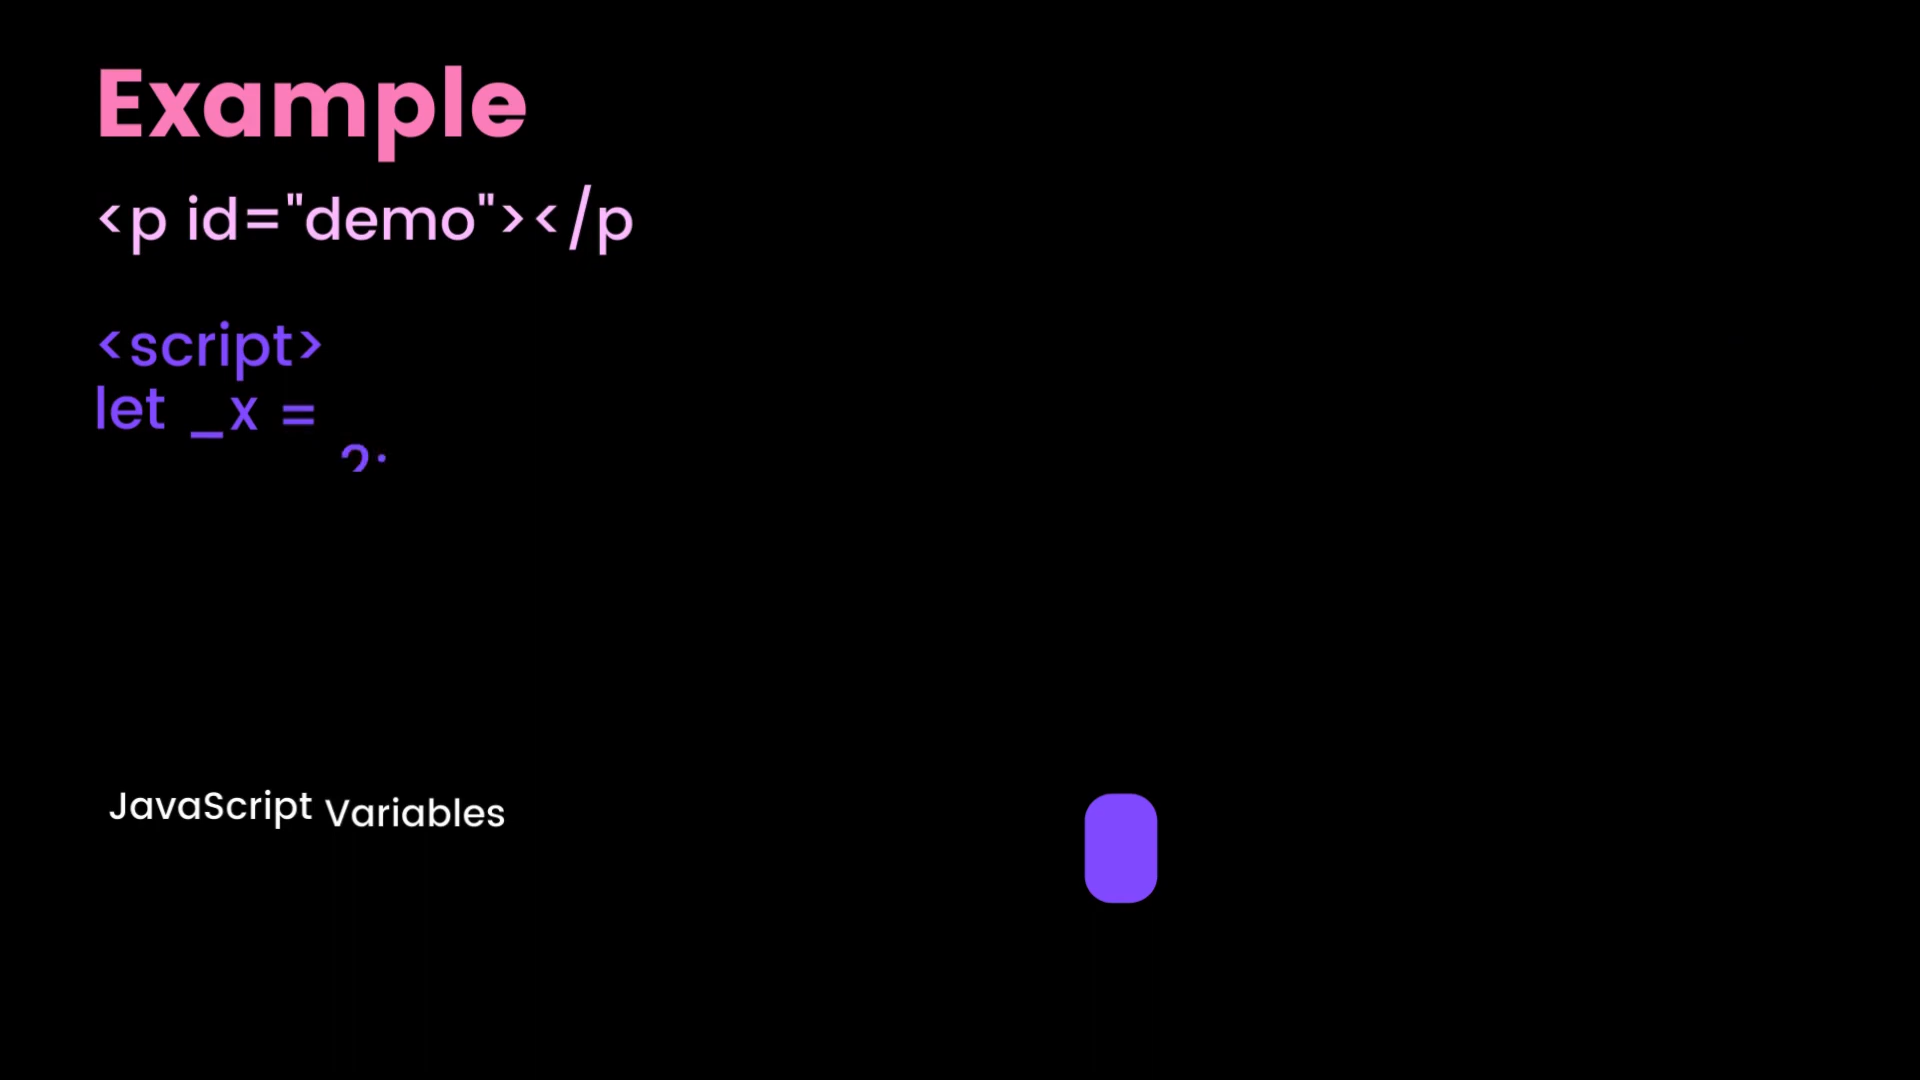 Example
<p id="demo"></p
<script>
let _x =
JavaScript Variables